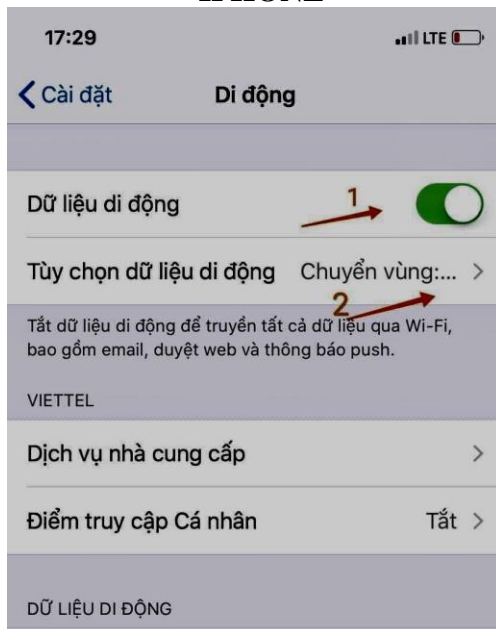 17:29 LTE
Cài đặt Di động
Dữ liệu di động 1
Tùy chọn dữ liệu di động Chuyển vùng:...
2
Tắt dữ liệu di động để truyền tất cả dữ liệu qua Wi-Fi,
bao gồm email, duyệt web và thông báo push.
VIETTEL
Dịch vụ nhà cung cấp
Điểm truy cập Cá nhân Tắt
DỮ LIỆU DI ĐỘNG